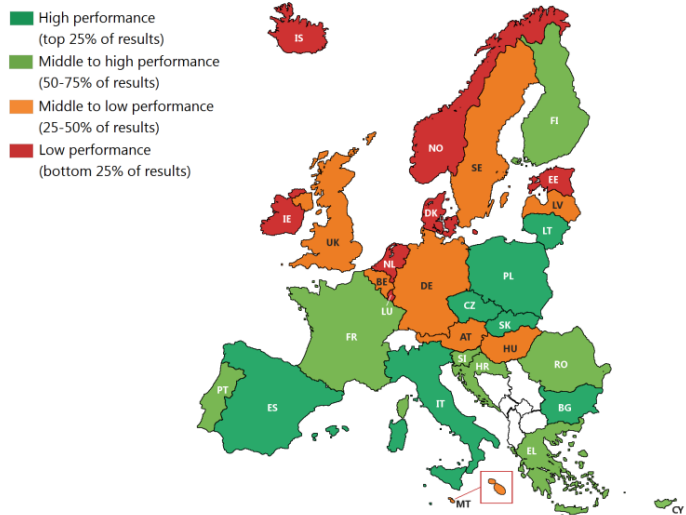 High performance
(top 25% of results)
Middle to high performance
(50-75% of results)
Middle to low performance
(25-50% of results)
Low performance
(bottom 25% of results)
IS
NO
SE
FI
EE
LV
LT
DK
IE
UK
NL
BE
DE
PL
LU
CZ
SK
FR
AT
HU
SI
HR
RO
PT
ES
IT
BG
EL
MT
CY